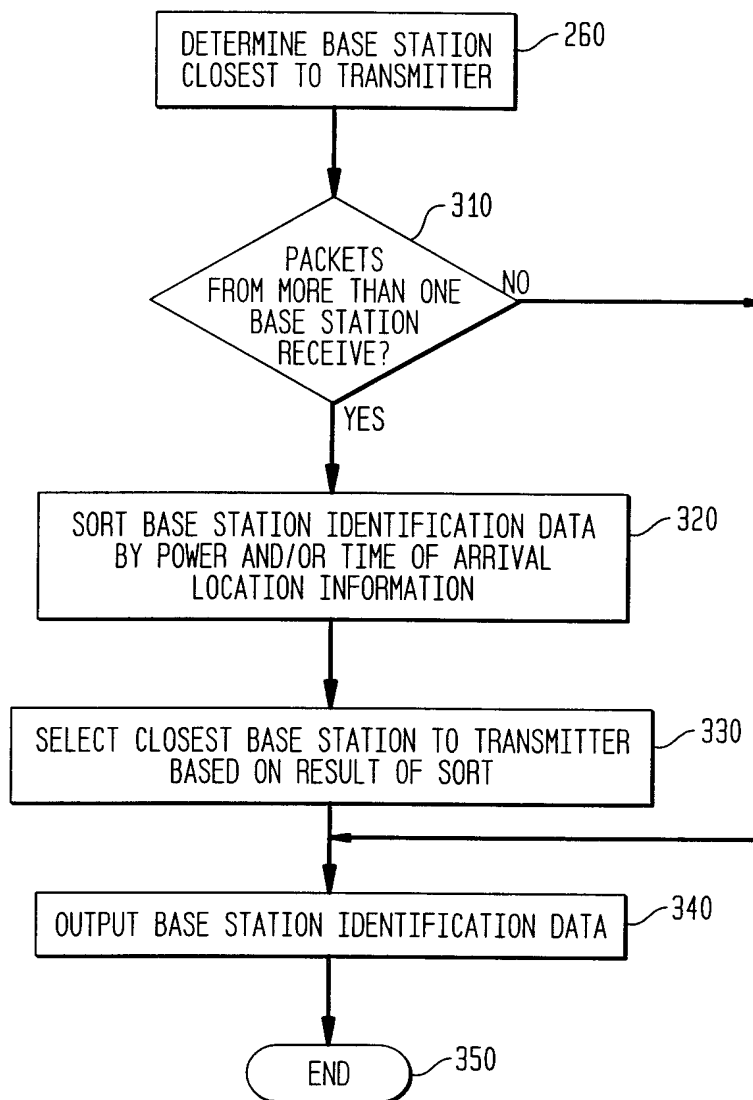 DETERMINE BASE STATION
CLOSEST TO TRANSMITTER
260
310
PACKETS
FROM MORE THAN ONE
BASE STATION
RECEIVE?
NO
YES
SORT BASE STATION IDENTIFICATION DATA
BY POWER AND/OR TIME OF ARRIVAL
LOCATION INFORMATION
320
SELECT CLOSEST BASE STATION TO TRANSMITTER
BASED ON RESULT OF SORT
330
OUTPUT BASE STATION IDENTIFICATION DATA
340
END
350